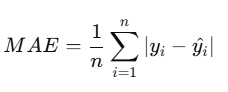 MAE = \frac{1}{n} \sum_{i=1}^{n} |y_i - \hat{y}_i|